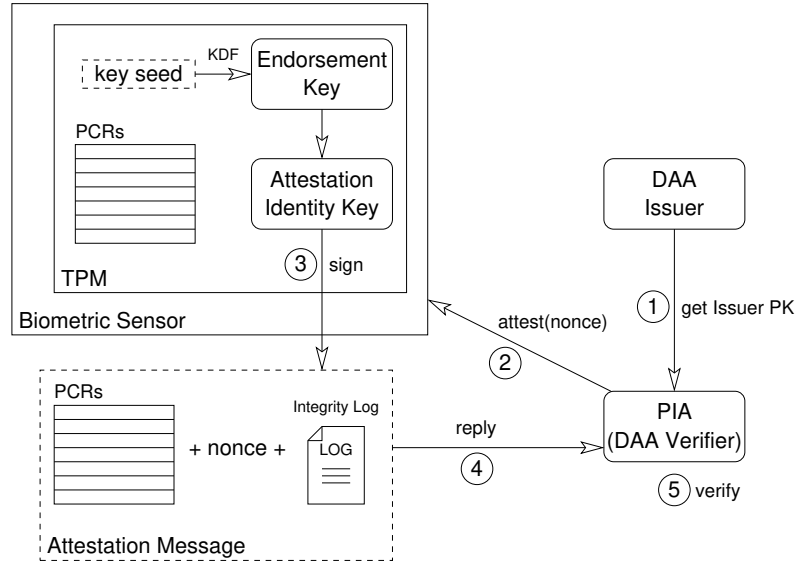 key seed
KDF
Endorsement
Key
PCRs
Attestation
Identity Key
3 sign
TPM
Biometric Sensor
DAA
Issuer
1 get Issuer PK
attest(nonce)
2
PIA
(DAA Verifier)
5 verify
PCRs
+ nonce +
Integrity Log
LOG
Attestation Message
reply
4